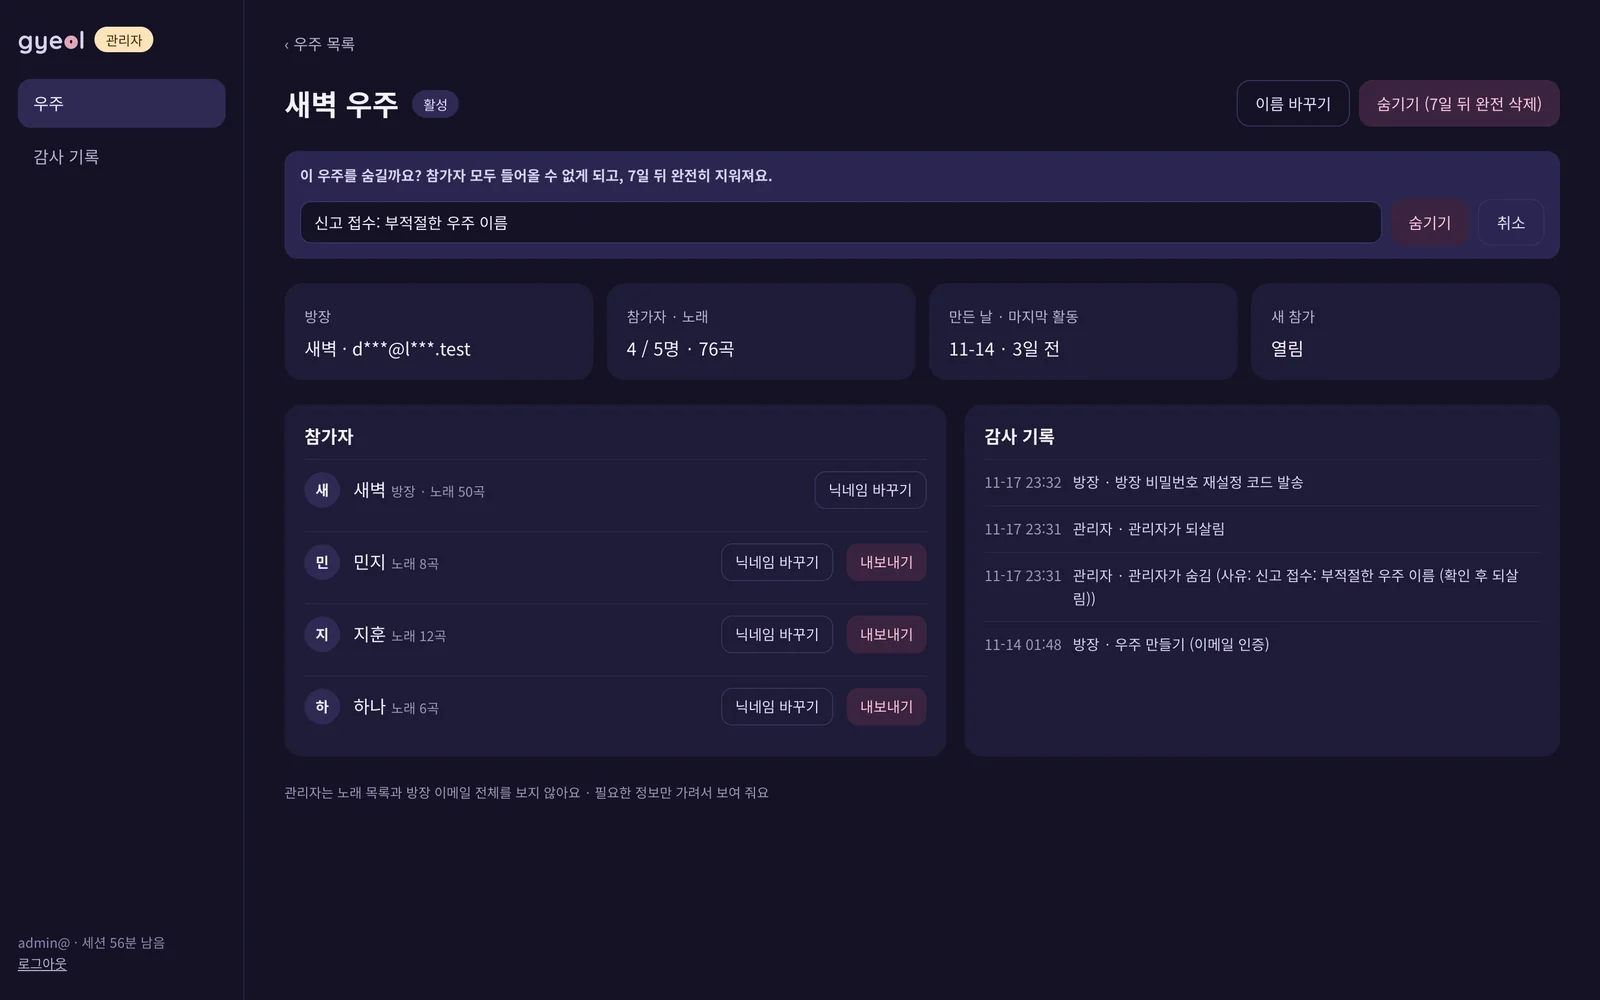 gyeol 관리자
우주
감사 기록
‹ 우주 목록
새벽 우주 활성
이름 바꾸기
숨기기 (7일 뒤 완전 삭제)
이 우주를 숨길까요? 참가자 모두 들어올 수 없게 되고, 7일 뒤 완전히 지워져요.
신고 접수: 부적절한 우주 이름
숨기기
취소
방장
새벽 · d***@l***.test
참가자 · 노래
4 / 5명 · 76곡
만든 날 · 마지막 활동
11-14 · 3일 전
새 참가
열림
참가자
새 새벽 방장 · 노래 50곡 닉네임 바꾸기
민 민지 노래 8곡 닉네임 바꾸기 내보내기
지 지훈 노래 12곡 닉네임 바꾸기 내보내기
하 하나 노래 6곡 닉네임 바꾸기 내보내기
감사 기록
11-17 23:32 방장 · 방장 비밀번호 재설정 코드 발송
11-17 23:31 관리자 · 관리자가 되살림
11-17 23:31 관리자 · 관리자가 숨김 (사유: 신고 접수: 부적절한 우주 이름 (확인 후 되살
림))
11-14 01:48 방장 · 우주 만들기 (이메일 인증)
관리자는 노래 목록과 방장 이메일 전체를 보지 않아요 · 필요한 정보만 가려서 보여 줘요
admin@ · 세션 56분 남음
로그아웃